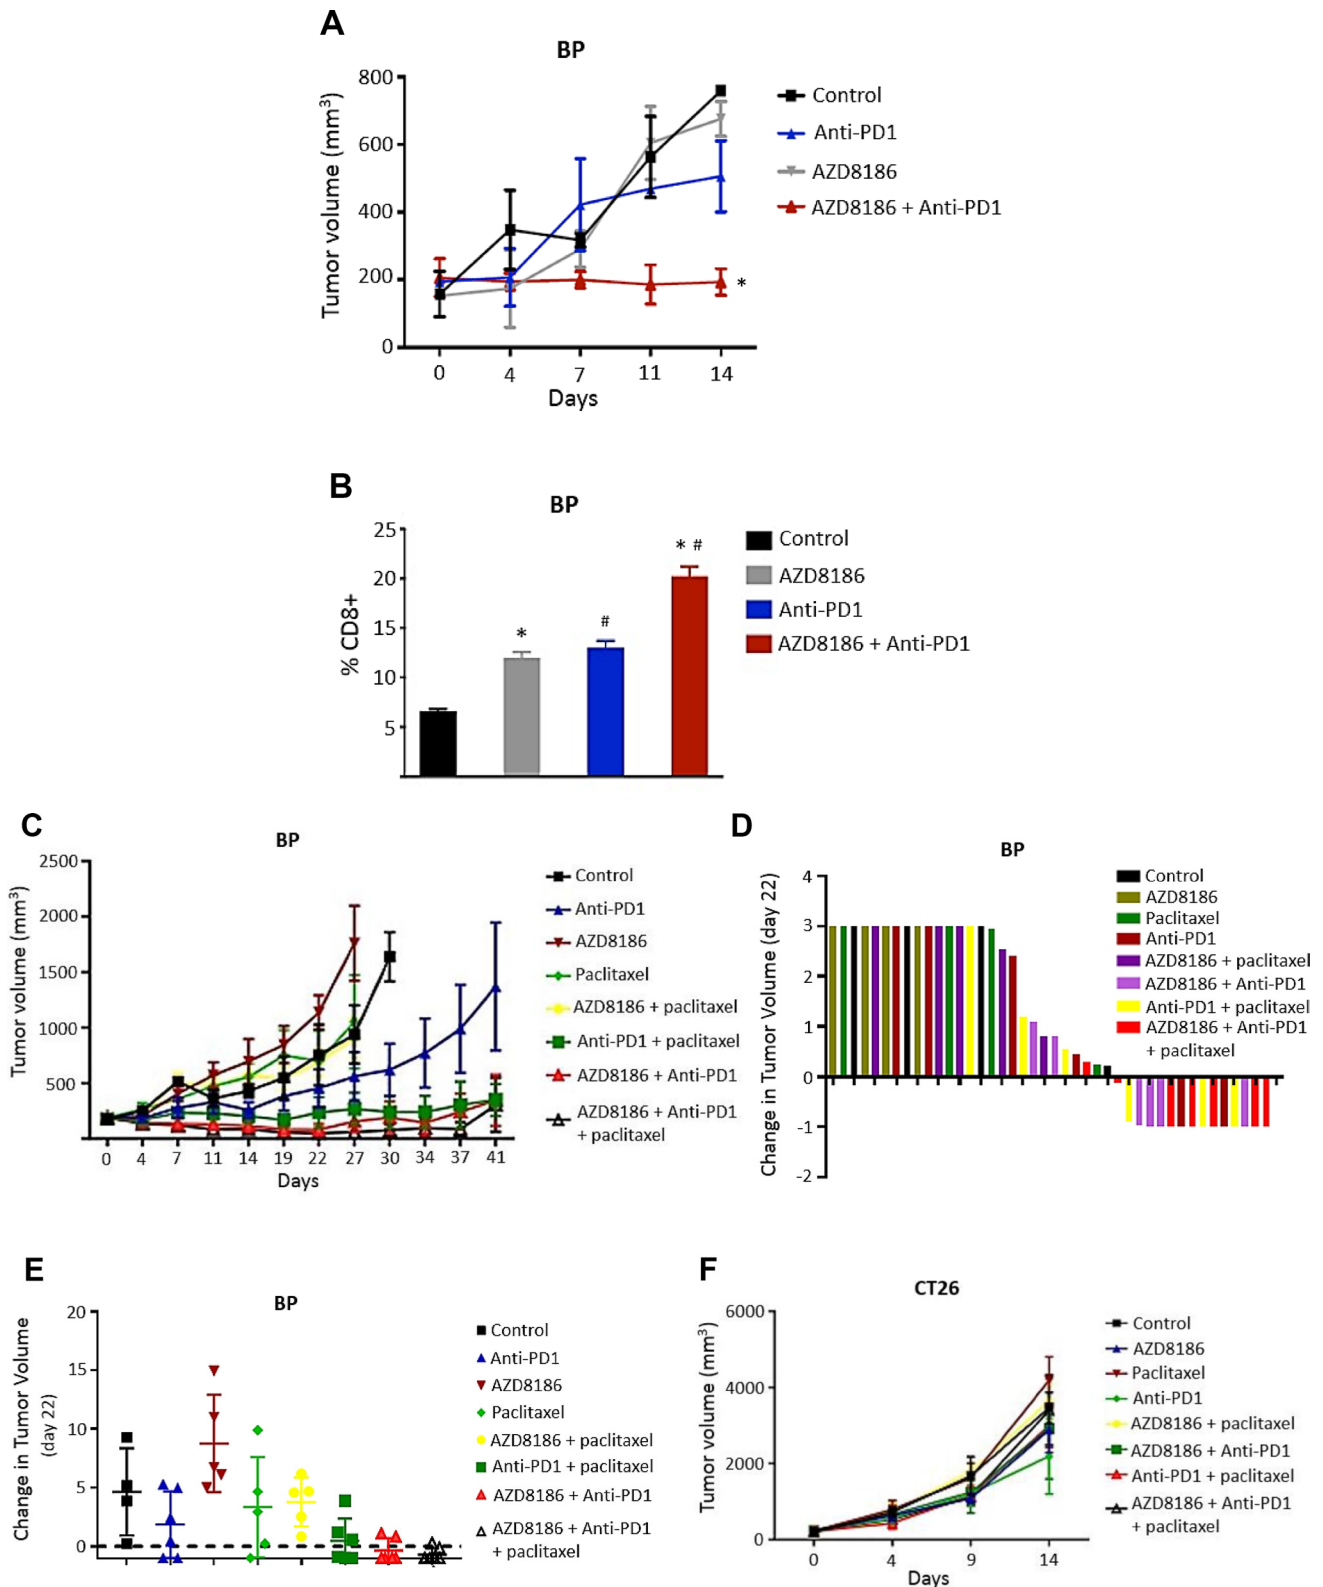 A
BP
Tumor volume (mm³)
800
600
400
200
0
0 4 7 11 14
Days
Control
Anti-PD1
AZD8186
AZD8186 + Anti-PD1
*
B
BP
% CD8+
25
20
15
10
5
*
#
* #
Control
AZD8186
Anti-PD1
AZD8186 + Anti-PD1
C
BP
Tumor volume (mm³)
2500
2000
1500
1000
500
0 4 7 11 14 19 22 27 30 34 37 41
Days
Control
Anti-PD1
AZD8186
Paclitaxel
AZD8186 + paclitaxel
Anti-PD1 + paclitaxel
AZD8186 + Anti-PD1
AZD8186 + Anti-PD1
+ paclitaxel
D
BP
Change in Tumor Volume (day 22)
4
3
2
1
0
-1
-2
Control
AZD8186
Paclitaxel
Anti-PD1
AZD8186 + paclitaxel
AZD8186 + Anti-PD1
Anti-PD1 + paclitaxel
AZD8186 + Anti-PD1
+ paclitaxel
E
BP
Change in Tumor Volume
(day 22)
20
15
10
5
0
Control
Anti-PD1
AZD8186
Paclitaxel
AZD8186 + paclitaxel
Anti-PD1 + paclitaxel
AZD8186 + Anti-PD1
AZD8186 + Anti-PD1
+ paclitaxel
F
CT26
Tumor volume (mm³)
6000
4000
2000
0
0 4 9 14
Days
Control
AZD8186
Paclitaxel
Anti-PD1
AZD8186 + paclitaxel
AZD8186 + Anti-PD1
Anti-PD1 + paclitaxel
AZD8186 + Anti-PD1
+ paclitaxel